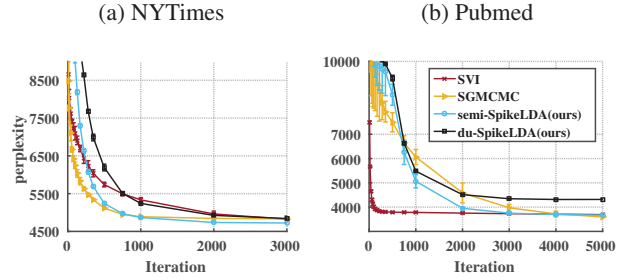 (a) NYTimes
(b) Pubmed
perplexity
8500
7500
6500
5500
4500
0
1000
2000
3000
Iteration
10000
7000
6000
5000
4000
0
1000
2000
3000
4000
5000
Iteration
SVI
SGMCMC
semi-SpikeLDA(ours)
du-SpikeLDA(ours)